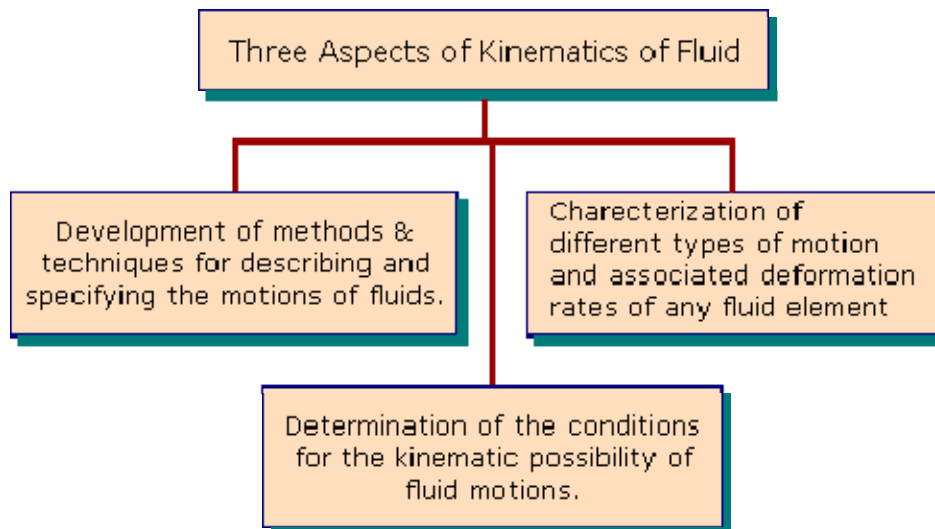 Three Aspects of Kinematics of Fluid
Development of methods &
techniques for describing and
specifying the motions of fluids.
Charecterization of
different types of motion
and associated deformation
rates of any fluid element
Determination of the conditions
for the kinematic possibility of
fluid motions.